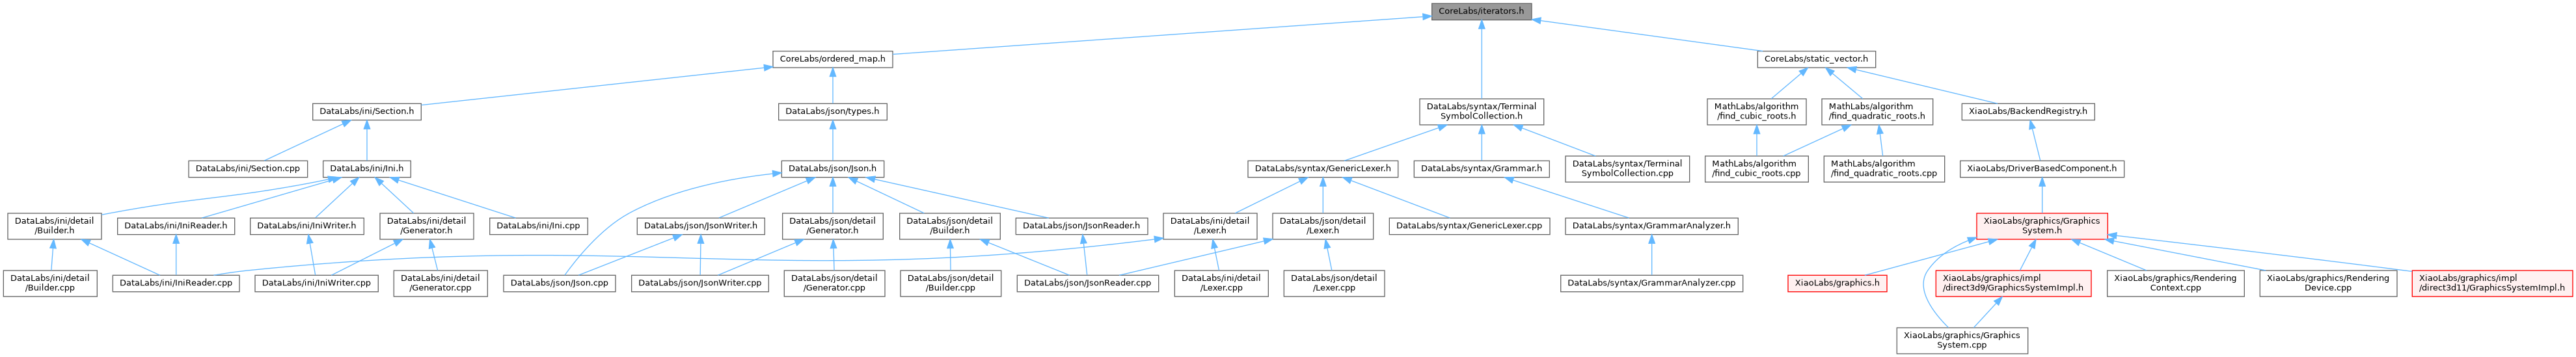 CoreLabs/iterators.h
CoreLabs/ordered_map.h
CoreLabs/static_vector.h
DataLabs/ini/Section.h
DataLabs/json/types.h
DataLabs/syntax/Terminal
SymbolCollection.h
MathLabs/algorithm
/find_cubic_roots.h
MathLabs/algorithm
/find_quadratic_roots.h
XiaoLabs/BackendRegistry.h
DataLabs/ini/Section.cpp
DataLabs/ini/Ini.h
DataLabs/json/Json.h
DataLabs/syntax/GenericLexer.h
DataLabs/syntax/Grammar.h
DataLabs/syntax/Terminal
SymbolCollection.cpp
MathLabs/algorithm
/find_cubic_roots.cpp
MathLabs/algorithm
/find_quadratic_roots.cpp
XiaoLabs/DriverBasedComponent.h
DataLabs/ini/detail
/Builder.h
DataLabs/ini/IniReader.h
DataLabs/ini/IniWriter.h
DataLabs/ini/detail
/Generator.h
DataLabs/ini/Ini.cpp
DataLabs/json/JsonWriter.h
DataLabs/json/detail
/Generator.h
DataLabs/json/detail
/Builder.h
DataLabs/json/JsonReader.h
DataLabs/ini/detail
/Lexer.h
DataLabs/json/detail
/Lexer.h
DataLabs/syntax/GenericLexer.cpp
DataLabs/syntax/GrammarAnalyzer.h
XiaoLabs/graphics/Graphics
System.h
DataLabs/ini/detail
/Builder.cpp
DataLabs/ini/IniReader.cpp
DataLabs/ini/IniWriter.cpp
DataLabs/ini/detail
/Generator.cpp
DataLabs/json/Json.cpp
DataLabs/json/JsonWriter.cpp
DataLabs/json/detail
/Generator.cpp
DataLabs/json/detail
/Builder.cpp
DataLabs/json/JsonReader.cpp
DataLabs/ini/detail
/Lexer.cpp
DataLabs/json/detail
/Lexer.cpp
DataLabs/syntax/GrammarAnalyzer.cpp
XiaoLabs/graphics.h
XiaoLabs/graphics/impl
/direct3d9/GraphicsSystemImpl.h
XiaoLabs/graphics/Rendering
Context.cpp
XiaoLabs/graphics/Rendering
Device.cpp
XiaoLabs/graphics/impl
/direct3d11/GraphicsSystemImpl.h
XiaoLabs/graphics/Graphics
System.cpp